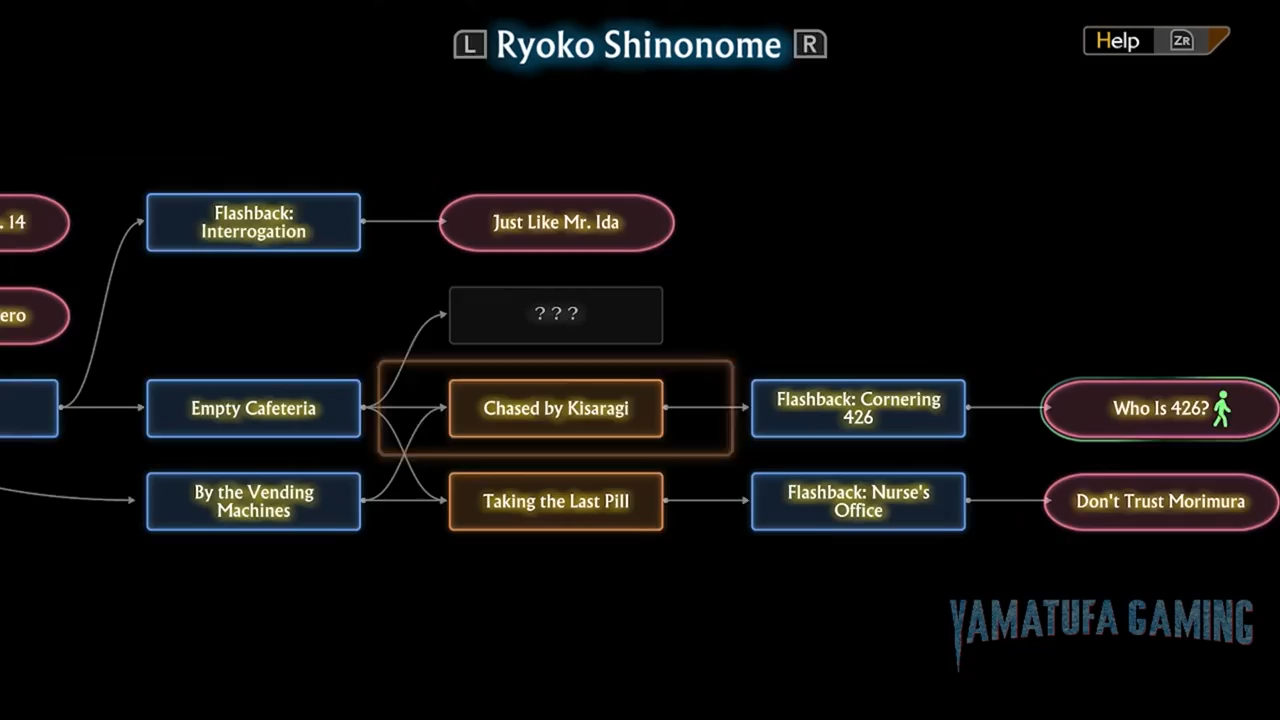 L Ryoko Shinonome R
Help ZR
. 14
Flashback:
Interrogation
Just Like Mr. Ida
ero
? ? ?
Empty Cafeteria
Chased by Kisaragi
Flashback: Cornering
426
Who Is 426?
By the Vending
Machines
Taking the Last Pill
Flashback: Nurse's
Office
Don't Trust Morimura
YAMATUFA GAMING